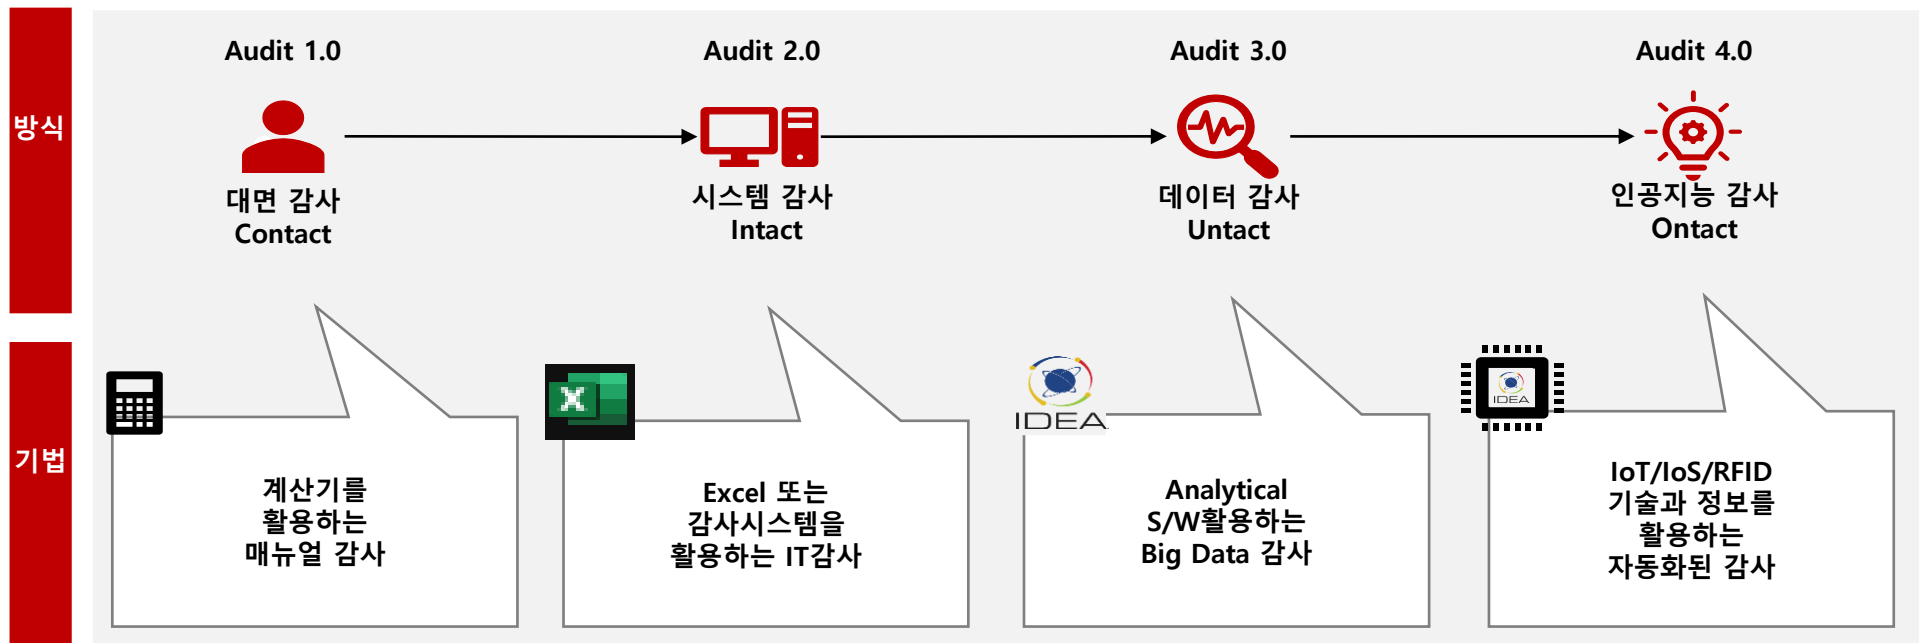 방식
Audit 1.0
Audit 2.0
Audit 3.0
Audit 4.0
대면 감사
Contact
시스템 감사
Intact
데이터 감사
Untact
인공지능 감사
Ontact
기법
계산기를
활용하는
매뉴얼 감사
X
Excel 또는
감사시스템을
활용하는 IT감사
IDEA
Analytical
S/W활용하는
Big Data 감사
IDEA
IoT/IoS/RFID
기술과 정보를
활용하는
자동화된 감사